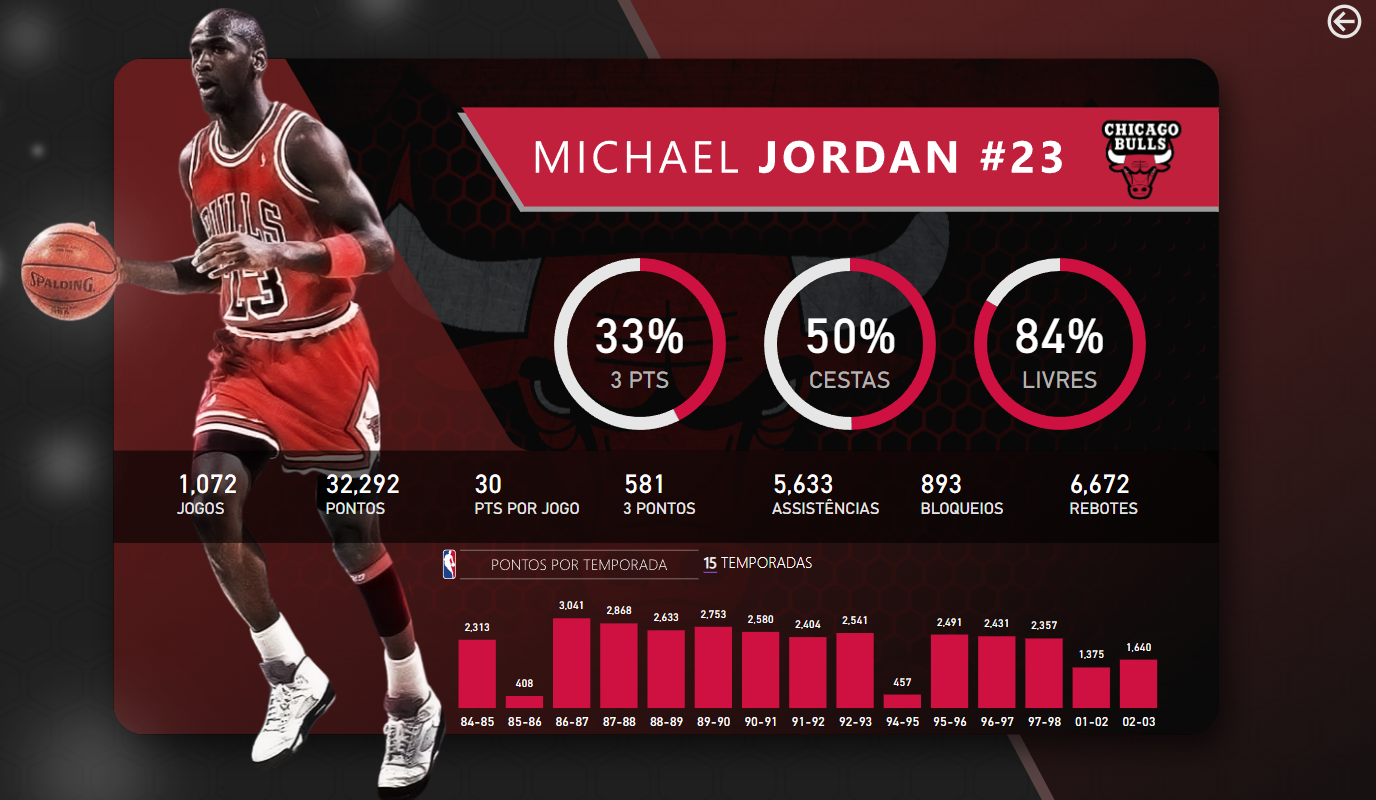 MICHAEL JORDAN #23
CHICAGO
BULLS
BULLS
23
SPALDING
33%
3 PTS
50%
CESTAS
84%
LIVRES
1,072
JOGOS
32,292
PONTOS
30
PTS POR JOGO
581
3 PONTOS
5,633
ASSISTÊNCIAS
893
BLOQUEIOS
6,672
REBOTES
PONTOS POR TEMPORADA
15 TEMPORADAS
2,313 408 3,041 2,868 2,633 2,753 2,580 2,404 2,541 457 2,491 2,431 2,357 1,375 1,640
84-85 85-86 86-87 87-88 88-89 89-90 90-91 91-92 92-93 94-95 95-96 96-97 97-98 01-02 02-03